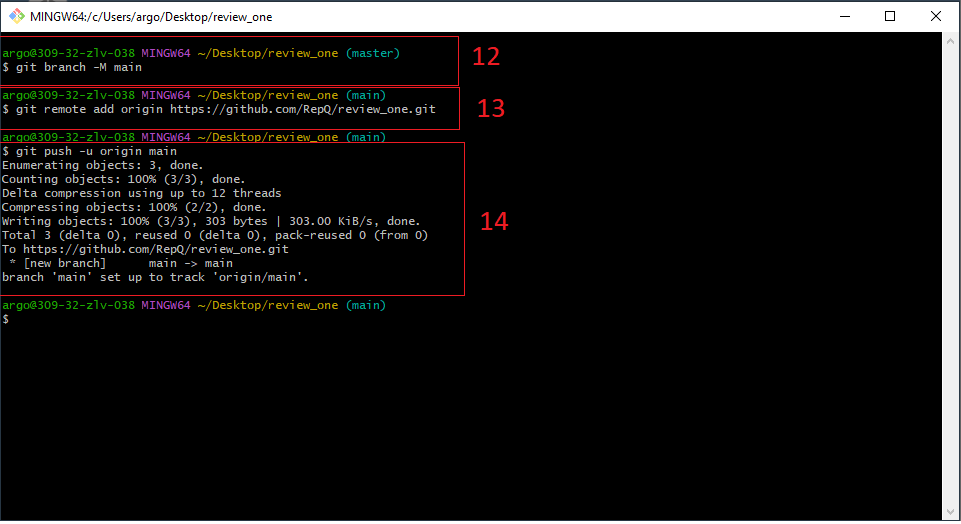 MINGW64:/c/Users/argo/Desktop/review_one
argo@309-32-zlv-038 MINGW64 ~/Desktop/review_one (master)
$ git branch -M main
12
argo@309-32-zlv-038 MINGW64 ~/Desktop/review_one (main)
$ git remote add origin https://github.com/RepQ/review_one.git
13
argo@309-32-zlv-038 MINGW64 ~/Desktop/review_one (main)
$ git push -u origin main
Enumerating objects: 3, done.
Counting objects: 100% (3/3), done.
Delta compression using up to 12 threads
Compressing objects: 100% (2/2), done.
Writing objects: 100% (3/3), 303 bytes | 303.00 KiB/s, done.
Total 3 (delta 0), reused 0 (delta 0), pack-reused 0 (from 0)
To https://github.com/RepQ/review_one.git
 * [new branch]      main -> main
branch 'main' set up to track 'origin/main'.
14
argo@309-32-zlv-038 MINGW64 ~/Desktop/review_one (main)
$